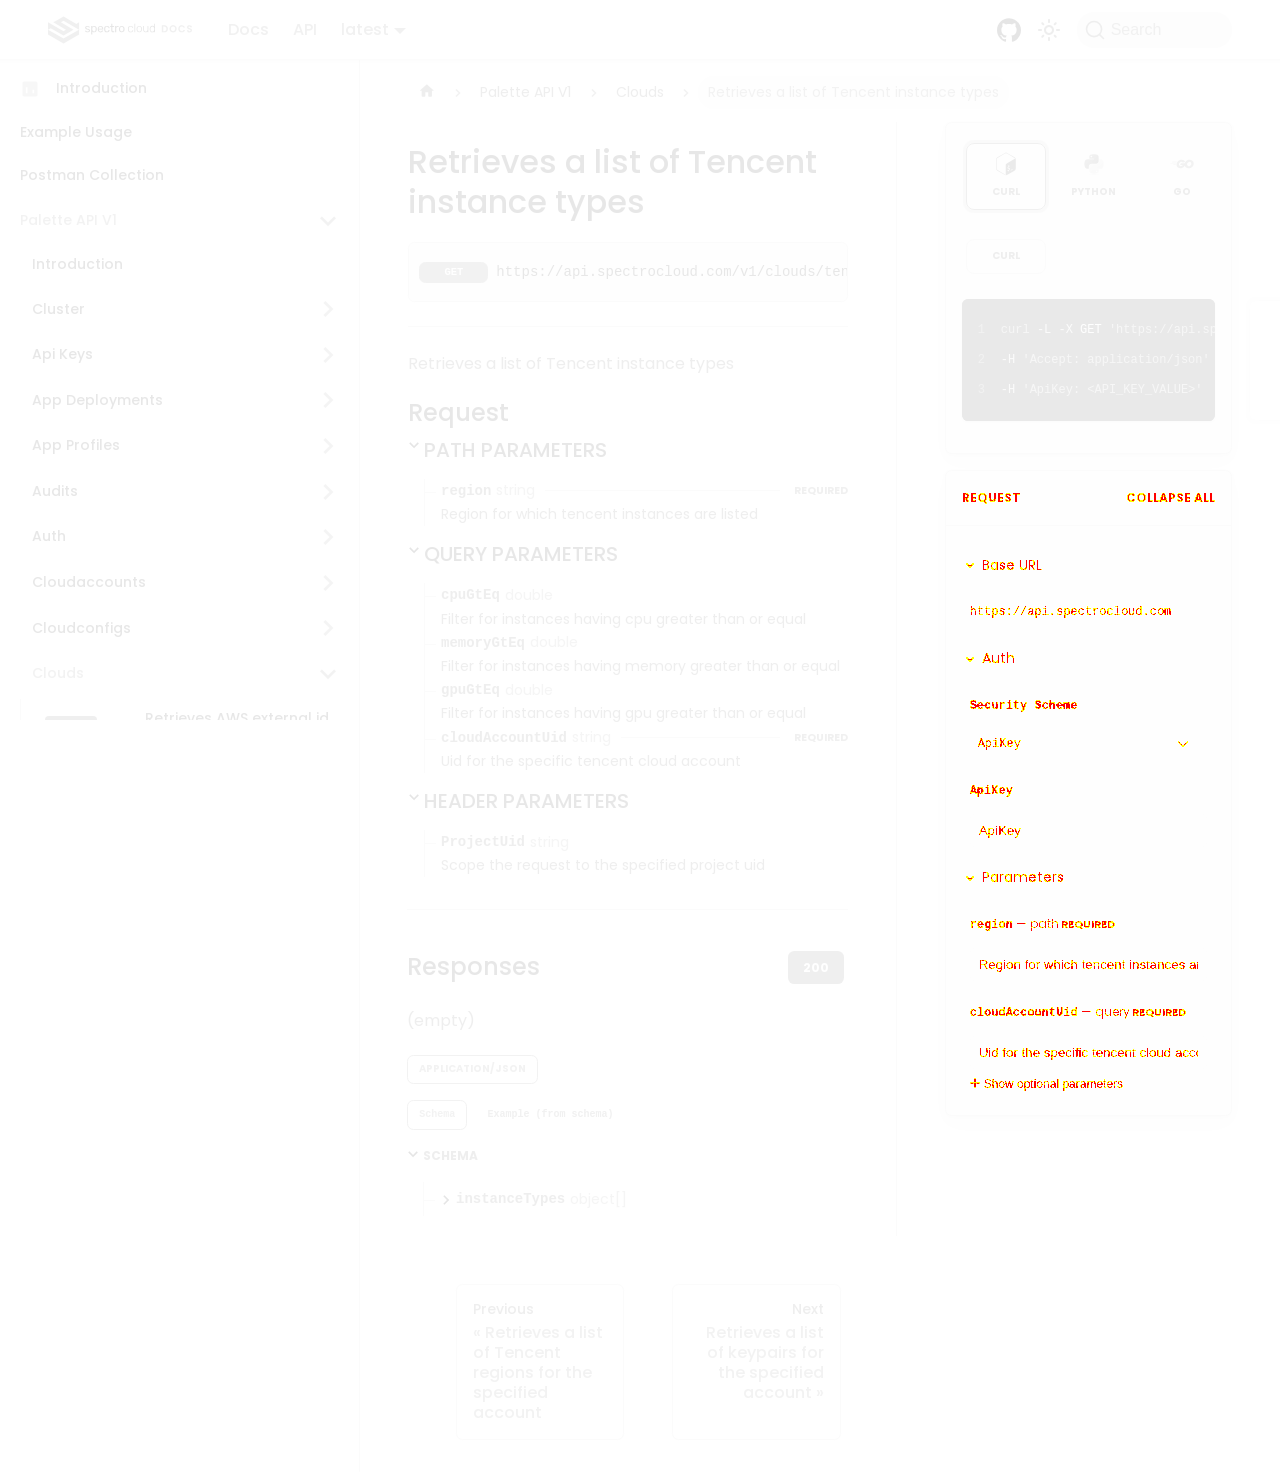 spectro cloud DOCS
Docs
API
latest
Search
Introduction
Example Usage
Postman Collection
Palette API V1
Introduction
Cluster
Api Keys
App Deployments
App Profiles
Audits
Auth
Cloudaccounts
Cloudconfigs
Clouds
Retrieves AWS external id
Palette API V1
Clouds
Retrieves a list of Tencent instance types
Retrieves a list of Tencent
instance types
GET https://api.spectrocloud.com/v1/clouds/ten
Retrieves a list of Tencent instance types
Request
PATH PARAMETERS
region string REQUIRED
Region for which tencent instances are listed
QUERY PARAMETERS
cpuGtEq double
Filter for instances having cpu greater than or equal
memoryGtEq double
Filter for instances having memory greater than or equal
gpuGtEq double
Filter for instances having gpu greater than or equal
cloudAccountUid string REQUIRED
Uid for the specific tencent cloud account
HEADER PARAMETERS
ProjectUid string
Scope the request to the specified project uid
Responses
200
(empty)
APPLICATION/JSON
Schema
Example (from schema)
SCHEMA
instanceTypes object[]
Previous
« Retrieves a list
of Tencent
regions for the
specified
account
Next
Retrieves a list
of keypairs for
the specified
account »
CURL
PYTHON
GO
CURL
1 curl -L -X GET 'https://api.sp
2 -H 'Accept: application/json'
3 -H 'ApiKey: <API_KEY_VALUE>'
REQUEST
COLLAPSE ALL
Base URL
https://api.spectrocloud.com
Auth
Security Scheme
ApiKey
ApiKey
ApiKey
Parameters
region — path REQUIRED
Region for which tencent instances ar
cloudAccountUid — query REQUIRED
Uid for the specific tencent cloud acco
Show optional parameters